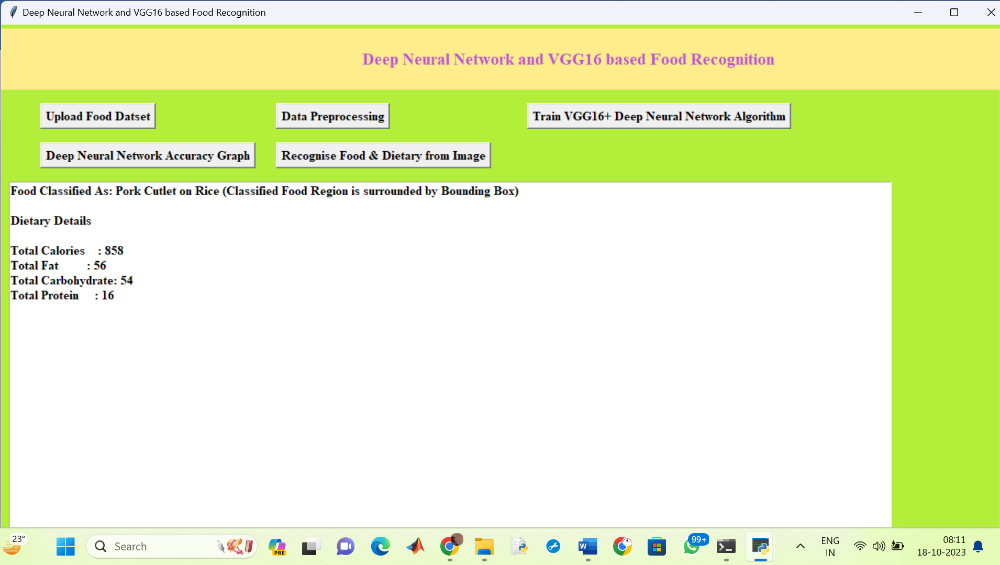 Deep Neural Network and VGG16 based Food Recognition
Deep Neural Network and VGG16 based Food Recognition
Upload Food Datset
Data Preprocessing
Train VGG16+ Deep Neural Network Algorithm
Deep Neural Network Accuracy Graph
Recognise Food & Dietary from Image
Food Classified As: Pork Cutlet on Rice (Classified Food Region is surrounded by Bounding Box)
Dietary Details
Total Calories : 858
Total Fat : 56
Total Carbohydrate: 54
Total Protein : 16
23°
Search
PRE
W
99+
ENG
IN
08:11
18-10-2023